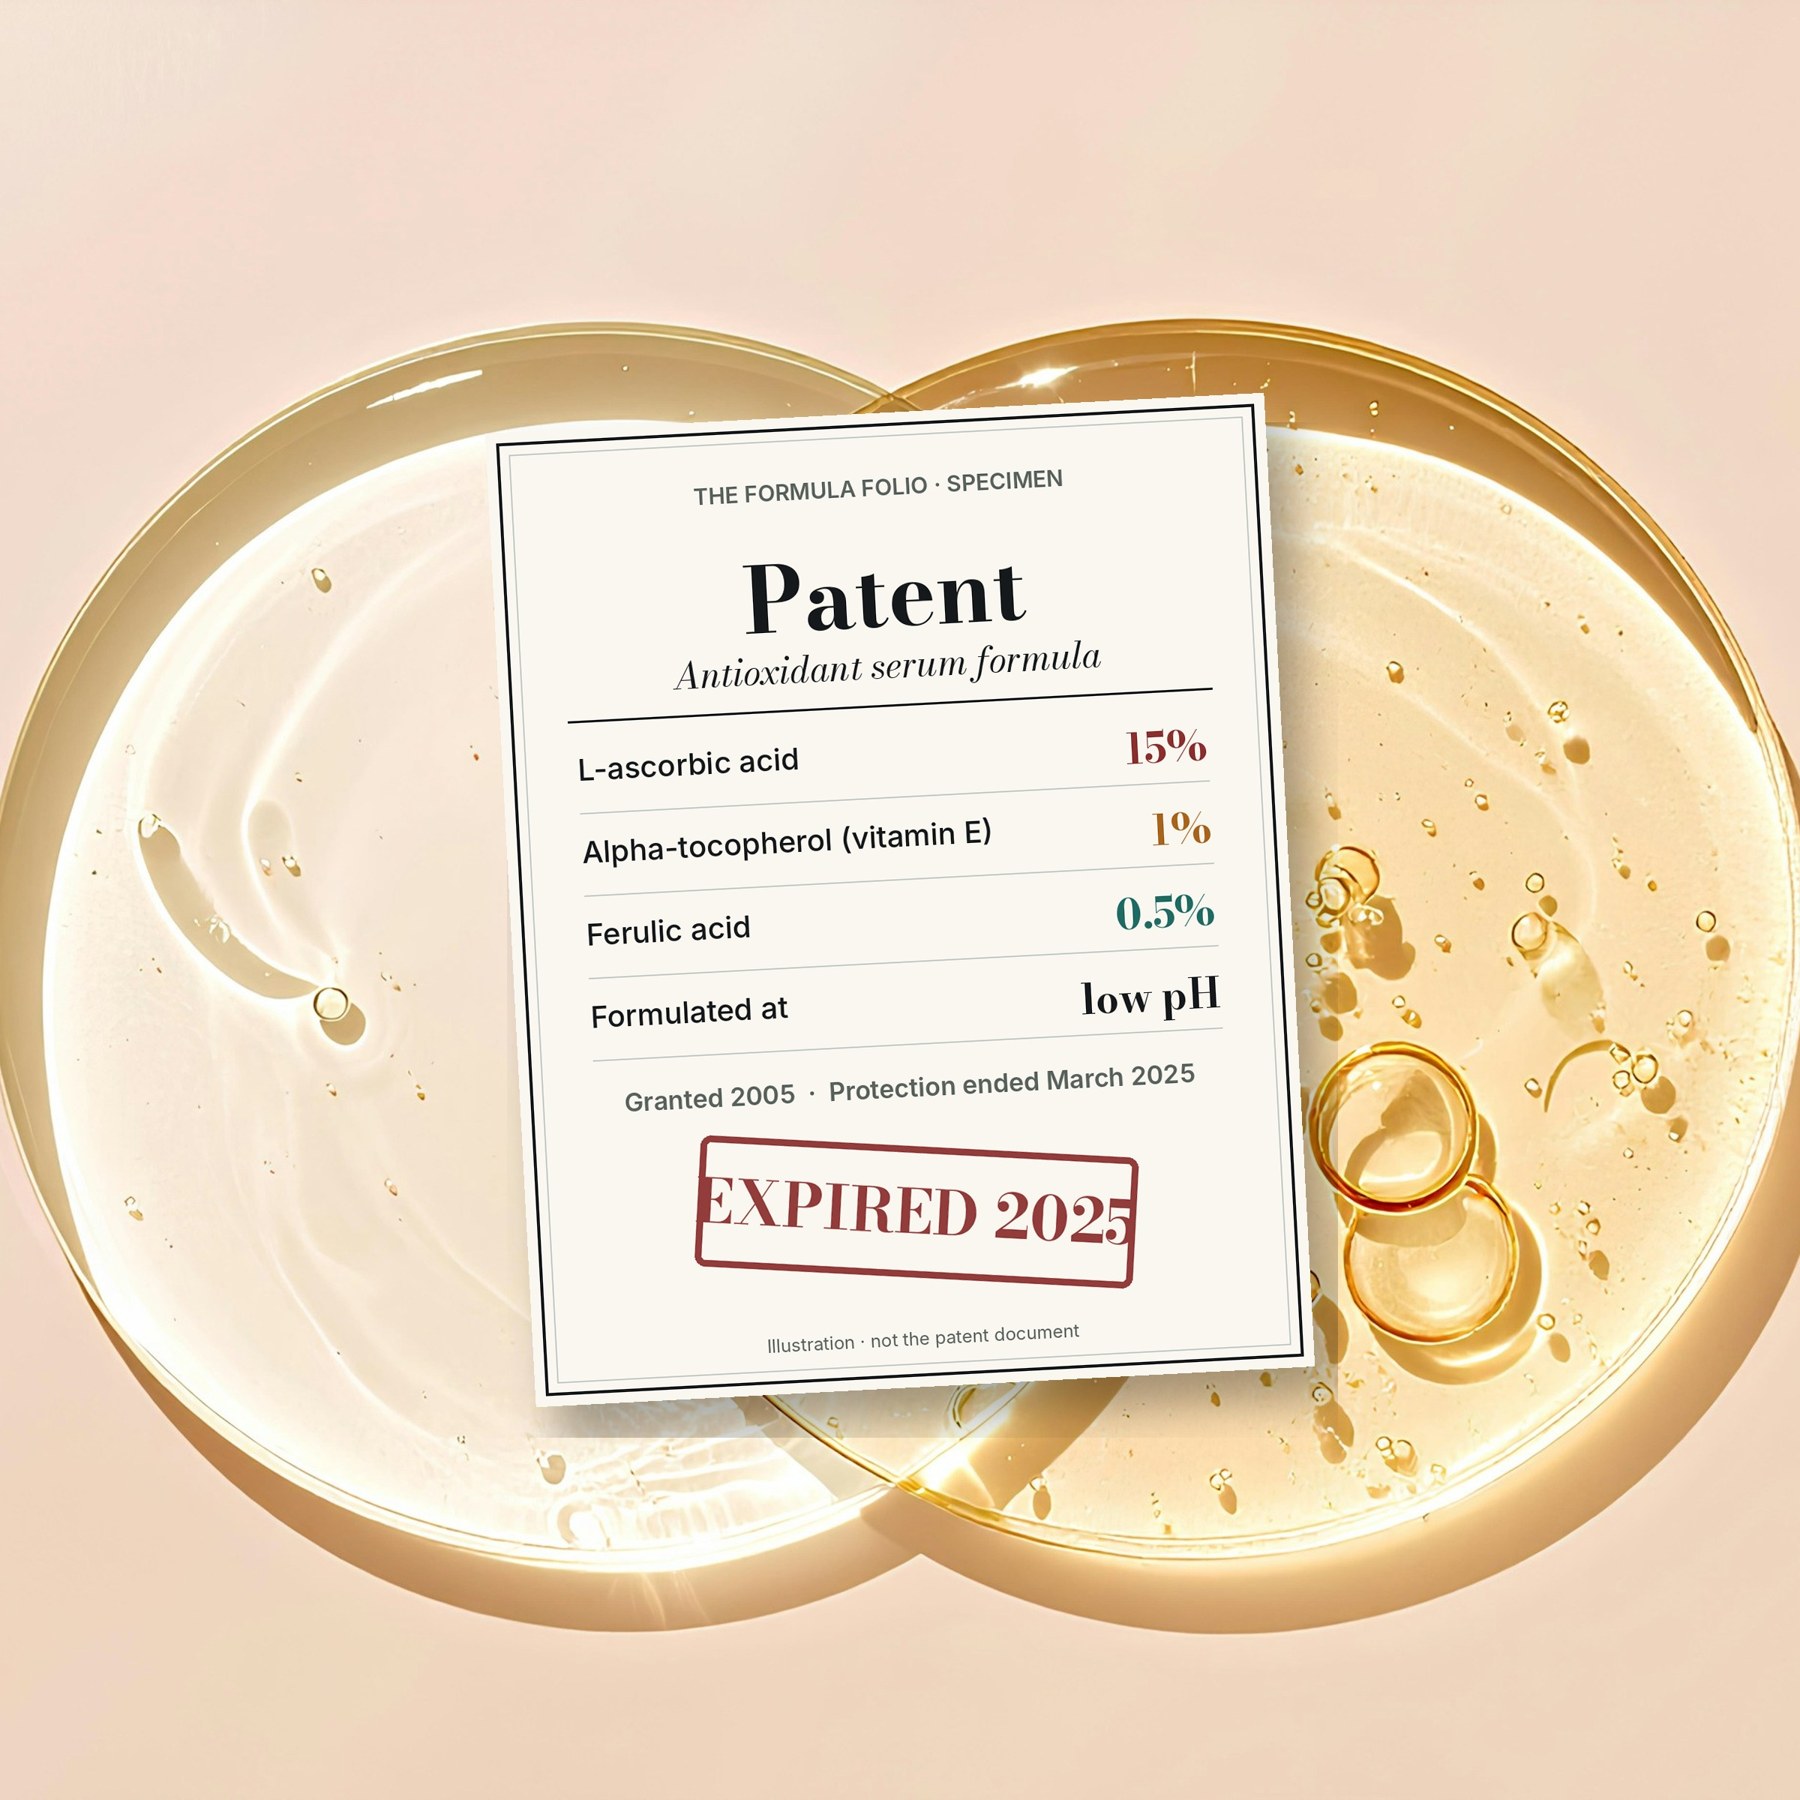 THE FORMULA FOLIO · SPECIMEN
Patent
Antioxidant serum formula
L-ascorbic acid 15%
Alpha-tocopherol (vitamin E) 1%
Ferulic acid 0.5%
Formulated at low pH
Granted 2005 · Protection ended March 2025
EXPIRED 2025
Illustration · not the patent document